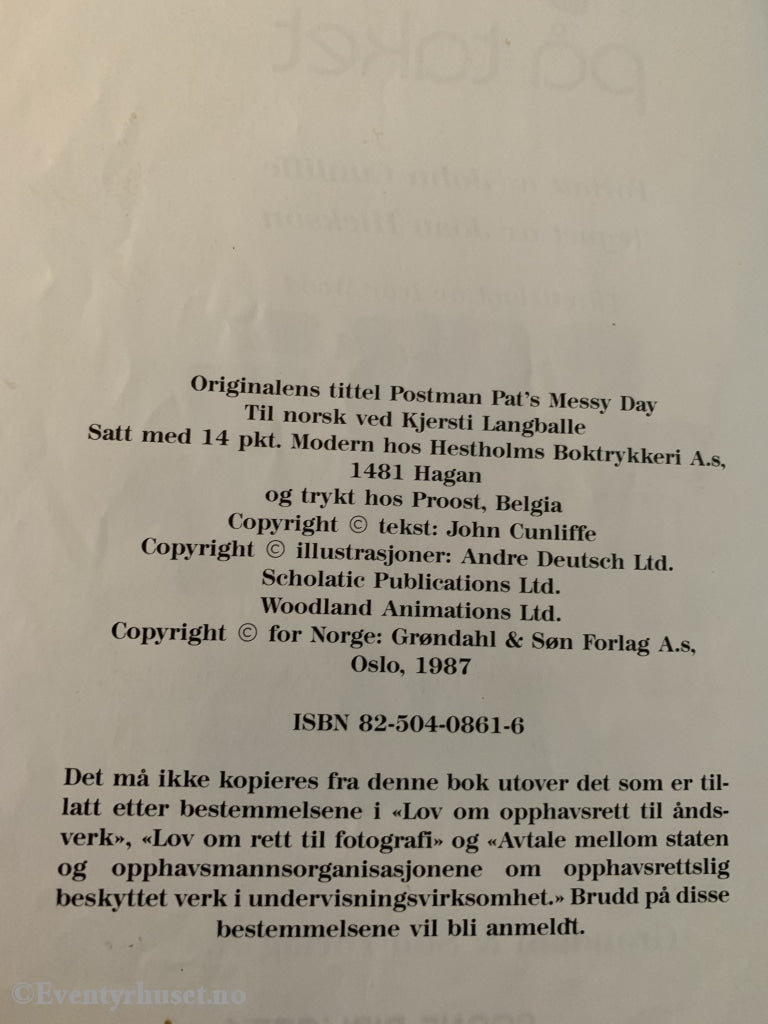 på taket
Originalens tittel Postman Pat's Messy Day
Til norsk ved Kjersti Langballe
Satt med 14 pkt. Modern hos Hestholms Boktrykkeri A.s,
1481 Hagan
og trykt hos Proost, Belgia
Copyright © tekst: John Cunliffe
Copyright © illustrasjoner: Andre Deutsch Ltd.
Scholatic Publications Ltd.
Woodland Animations Ltd.
Copyright © for Norge: Grøndahl & Søn Forlag A.s,
Oslo, 1987
ISBN 82-504-0861-6
Det må ikke kopieres fra denne bok utover det som er til-
latt etter bestemmelsene i «Lov om opphavsrett til ånds-
verk», «Lov om rett til fotografi» og «Avtale mellom staten
og opphavsmannsorganisasjonene om opphavsrettslig
beskyttet verk i undervisningsvirksomhet.» Brudd på disse
bestemmelsene vil bli anmeldt.
©Eventyrhuset.no